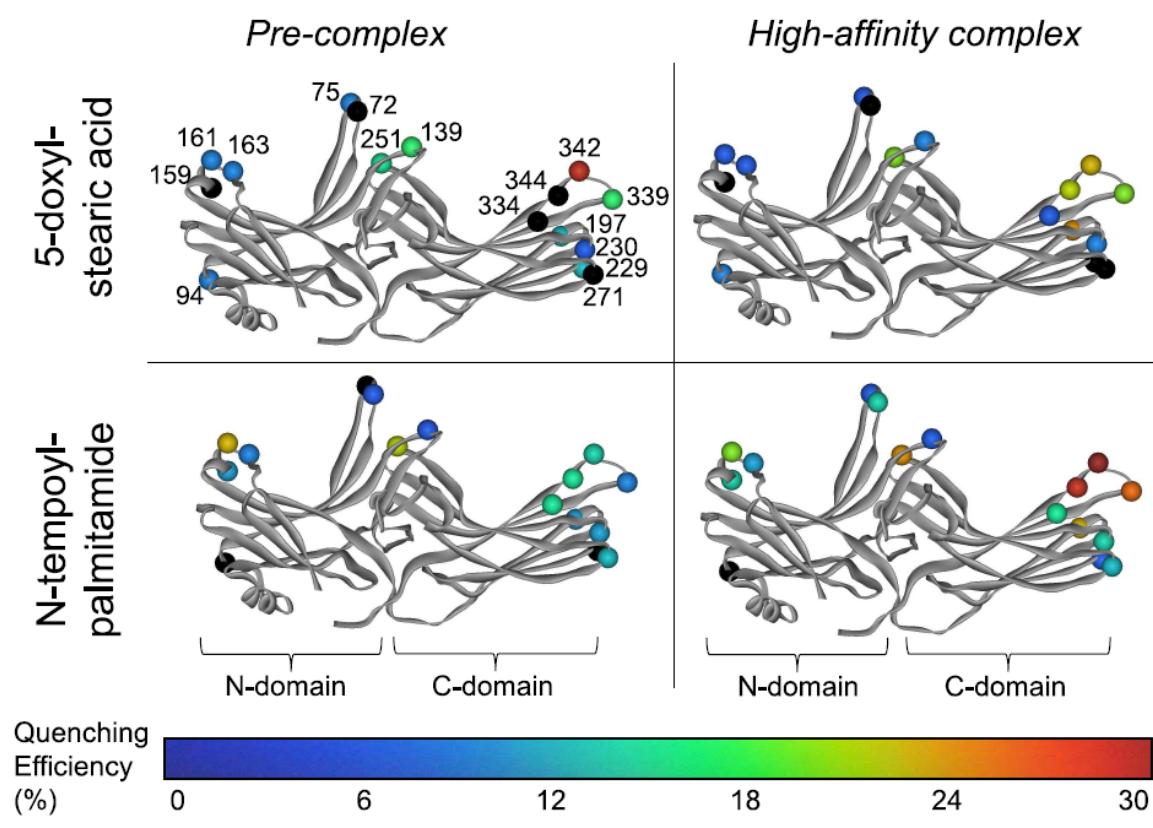 Pre-complex
High-affinity complex
5-doxyl-
stearic acid
75
72
161
163
251
139
342
159
344
339
334
197
230
229
94
271
N-tempoyl-
palmitamide
N-domain
C-domain
N-domain
C-domain
Quenching
Efficiency
(%)
0
6
12
18
24
30